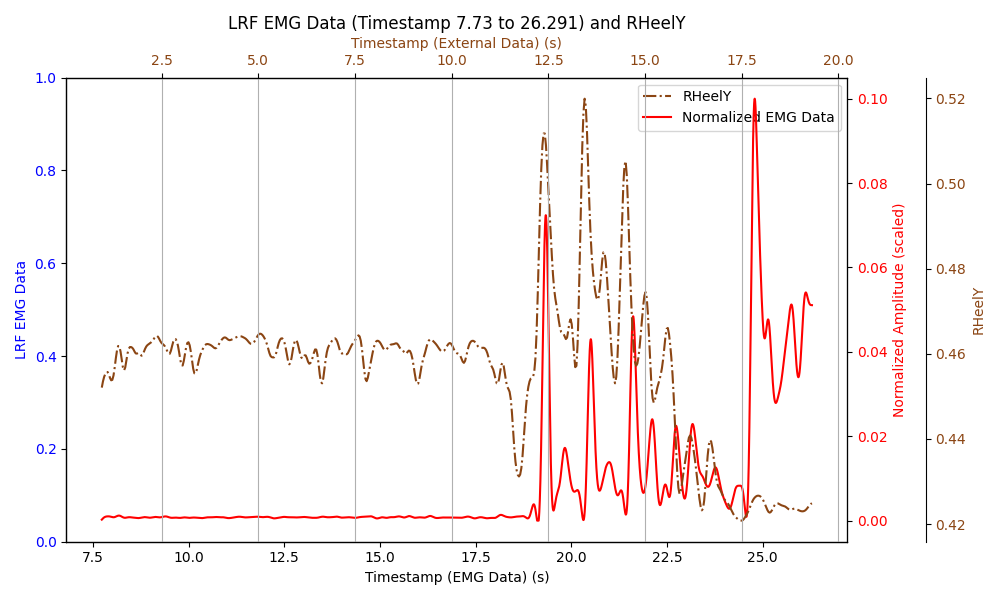 LRF EMG Data (Timestamp 7.73 to 26.291) and RHeelY
Timestamp (External Data) (s)
2.5 5.0 7.5 10.0 12.5 15.0 17.5 20.0
RHeelY
Normalized EMG Data
LRF EMG Data
1.0
0.8
0.6
0.4
0.2
0.0
Normalized Amplitude (scaled)
0.10
0.08
0.06
0.04
0.02
0.00
RHeelY
0.52
0.50
0.48
0.46
0.44
0.42
7.5 10.0 12.5 15.0 17.5 20.0 22.5 25.0
Timestamp (EMG Data) (s)